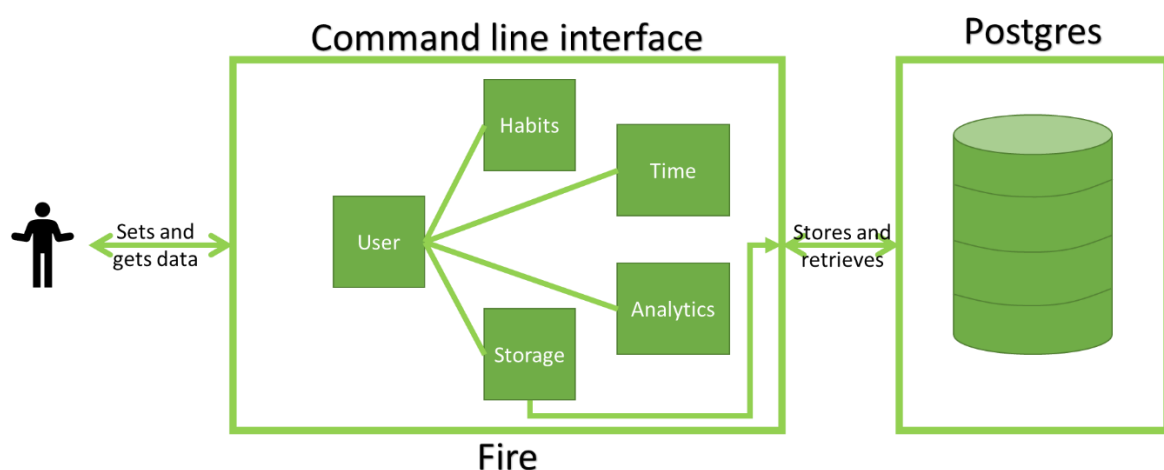 Command line interface
Postgres
Habits
Time
User
Sets and
gets data
Stores and
retrieves
Analytics
Storage
Fire